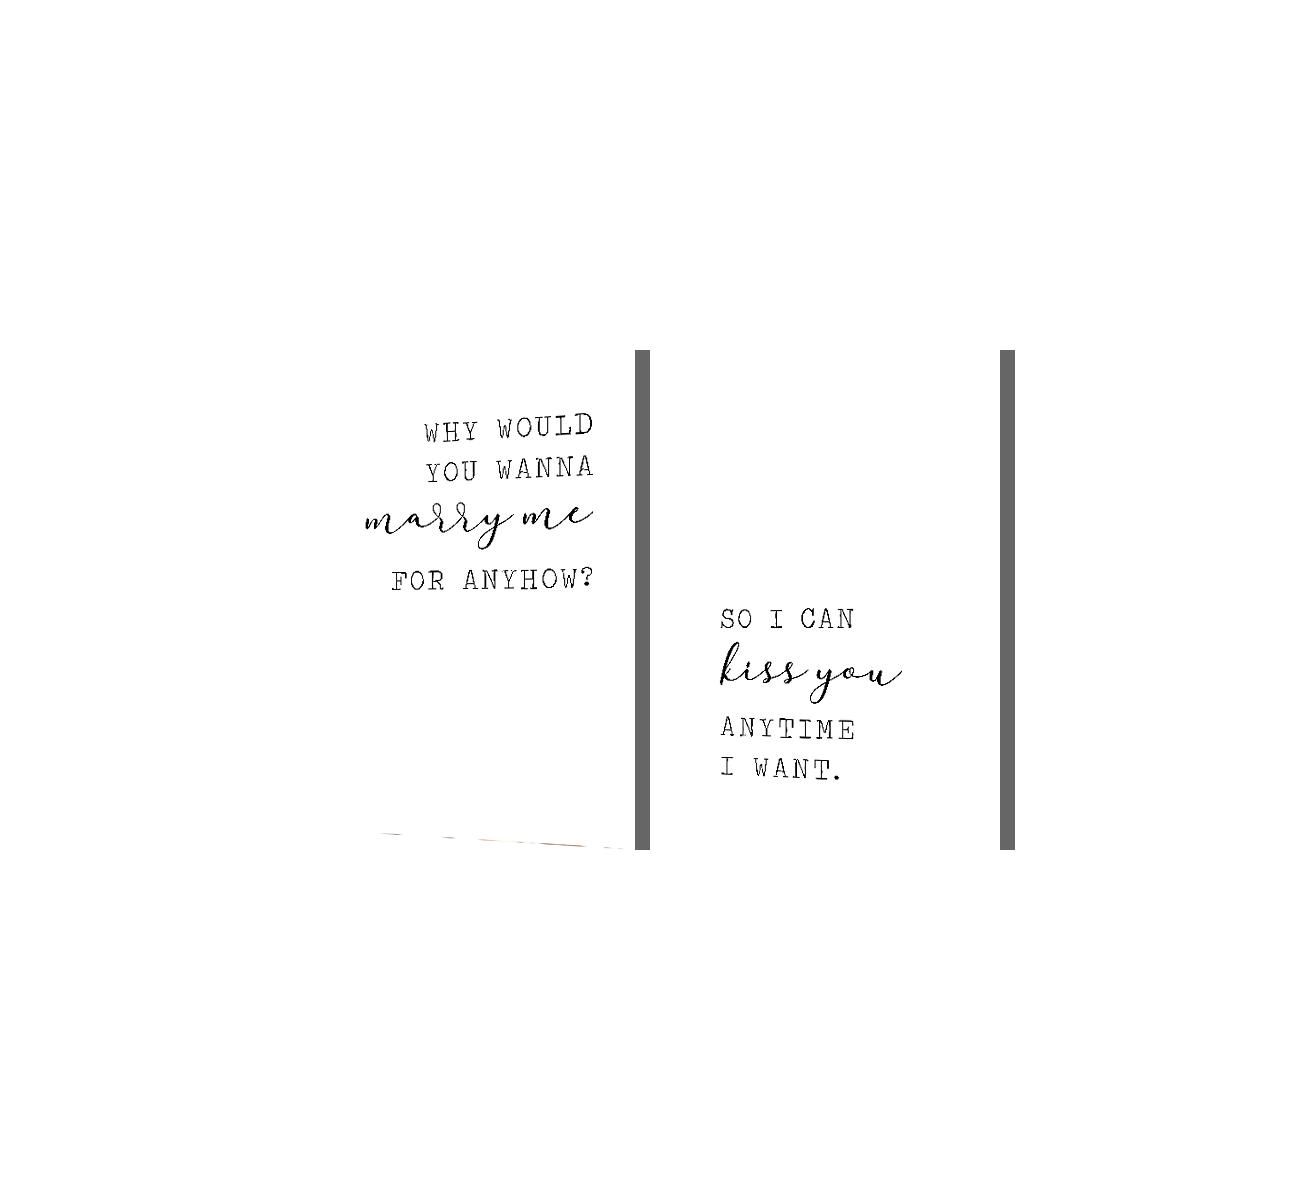 WHY WOULD
YOU WANNA
marry me
FOR ANYHOW?
SO I CAN
kiss you
ANYTIME
I WANT.